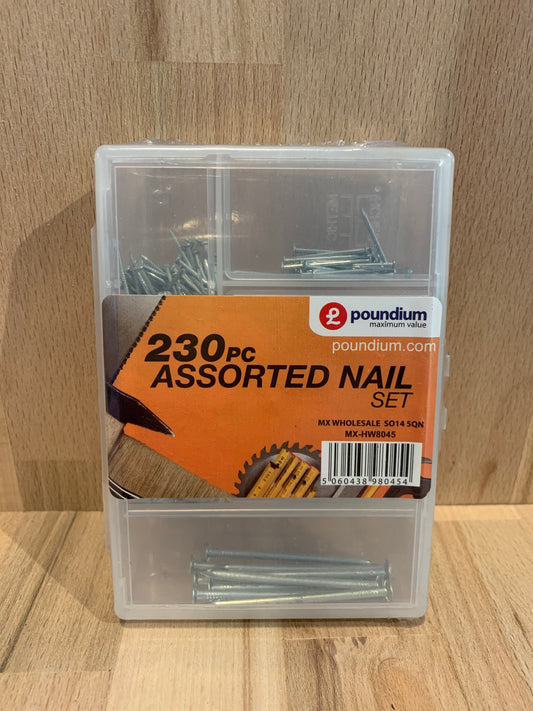 poundium
maximum value
poundium.com
230PC
ASSORTED NAIL
SET
MX WHOLESALE SO14 5QN
MX-HW8045
5 060438 980454